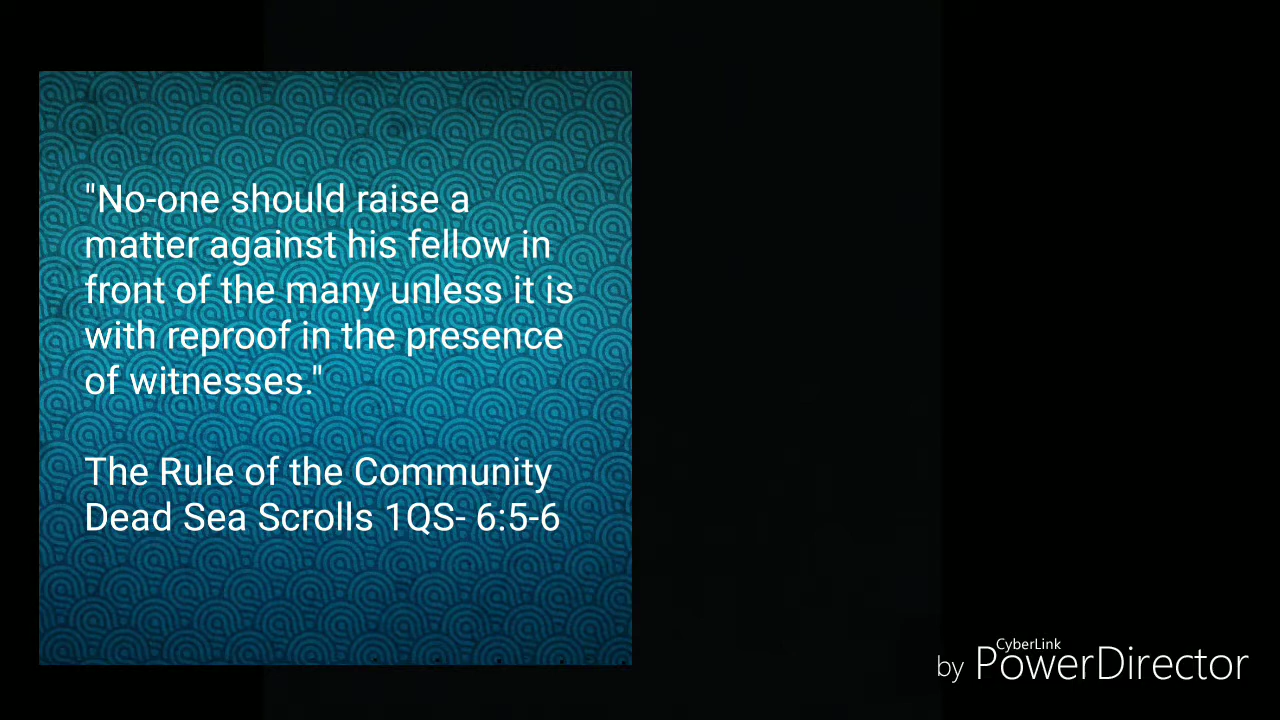 "No-one should raise a
matter against his fellow in
front of the many unless it is
with reproof in the presence
of witnesses."
The Rule of the Community
Dead Sea Scrolls 1QS- 6:5-6
CyberLink
by PowerDirector